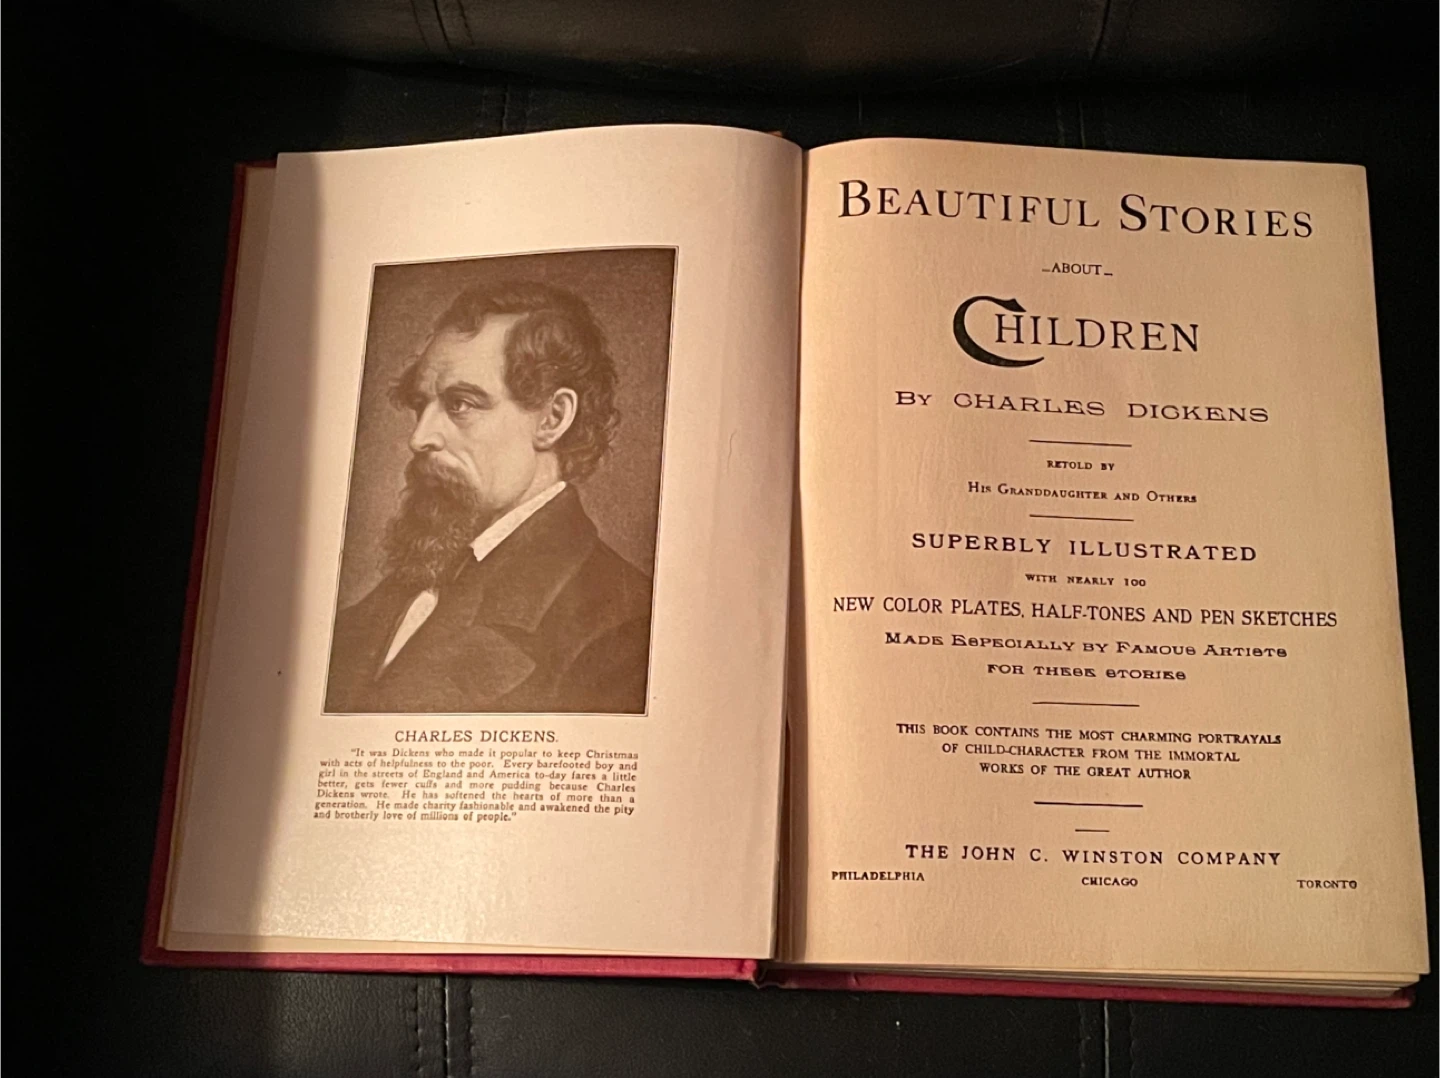 CHARLES DICKENS.
"It was Dickens who made it popular to keep Christmas
with acts of helpfulness to the poor. Every barefooted boy and
girl in the streets of England and America to-day fares a little
better, gets fewer cuffs and more pudding because Charles
Dickens wrote. He has softened the hearts of more than a
generation. He made charity fashionable and awakened the pity
and brotherly love of millions of people."
BEAUTIFUL STORIES
ABOUT
CHILDREN
BY CHARLES DICKENS
RETOLD BY
HIS GRANDDAUGHTER AND OTHERS
SUPERBLY ILLUSTRATED
WITH NEARLY 100
NEW COLOR PLATES, HALF-TONES AND PEN SKETCHES
MADE ESPECIALLY BY FAMOUS ARTISTS
FOR THESE STORIES
THIS BOOK CONTAINS THE MOST CHARMING PORTRAYALS
OF CHILD-CHARACTER FROM THE IMMORTAL
WORKS OF THE GREAT AUTHOR
THE JOHN C. WINSTON COMPANY
PHILADELPHIA CHICAGO TORONTO